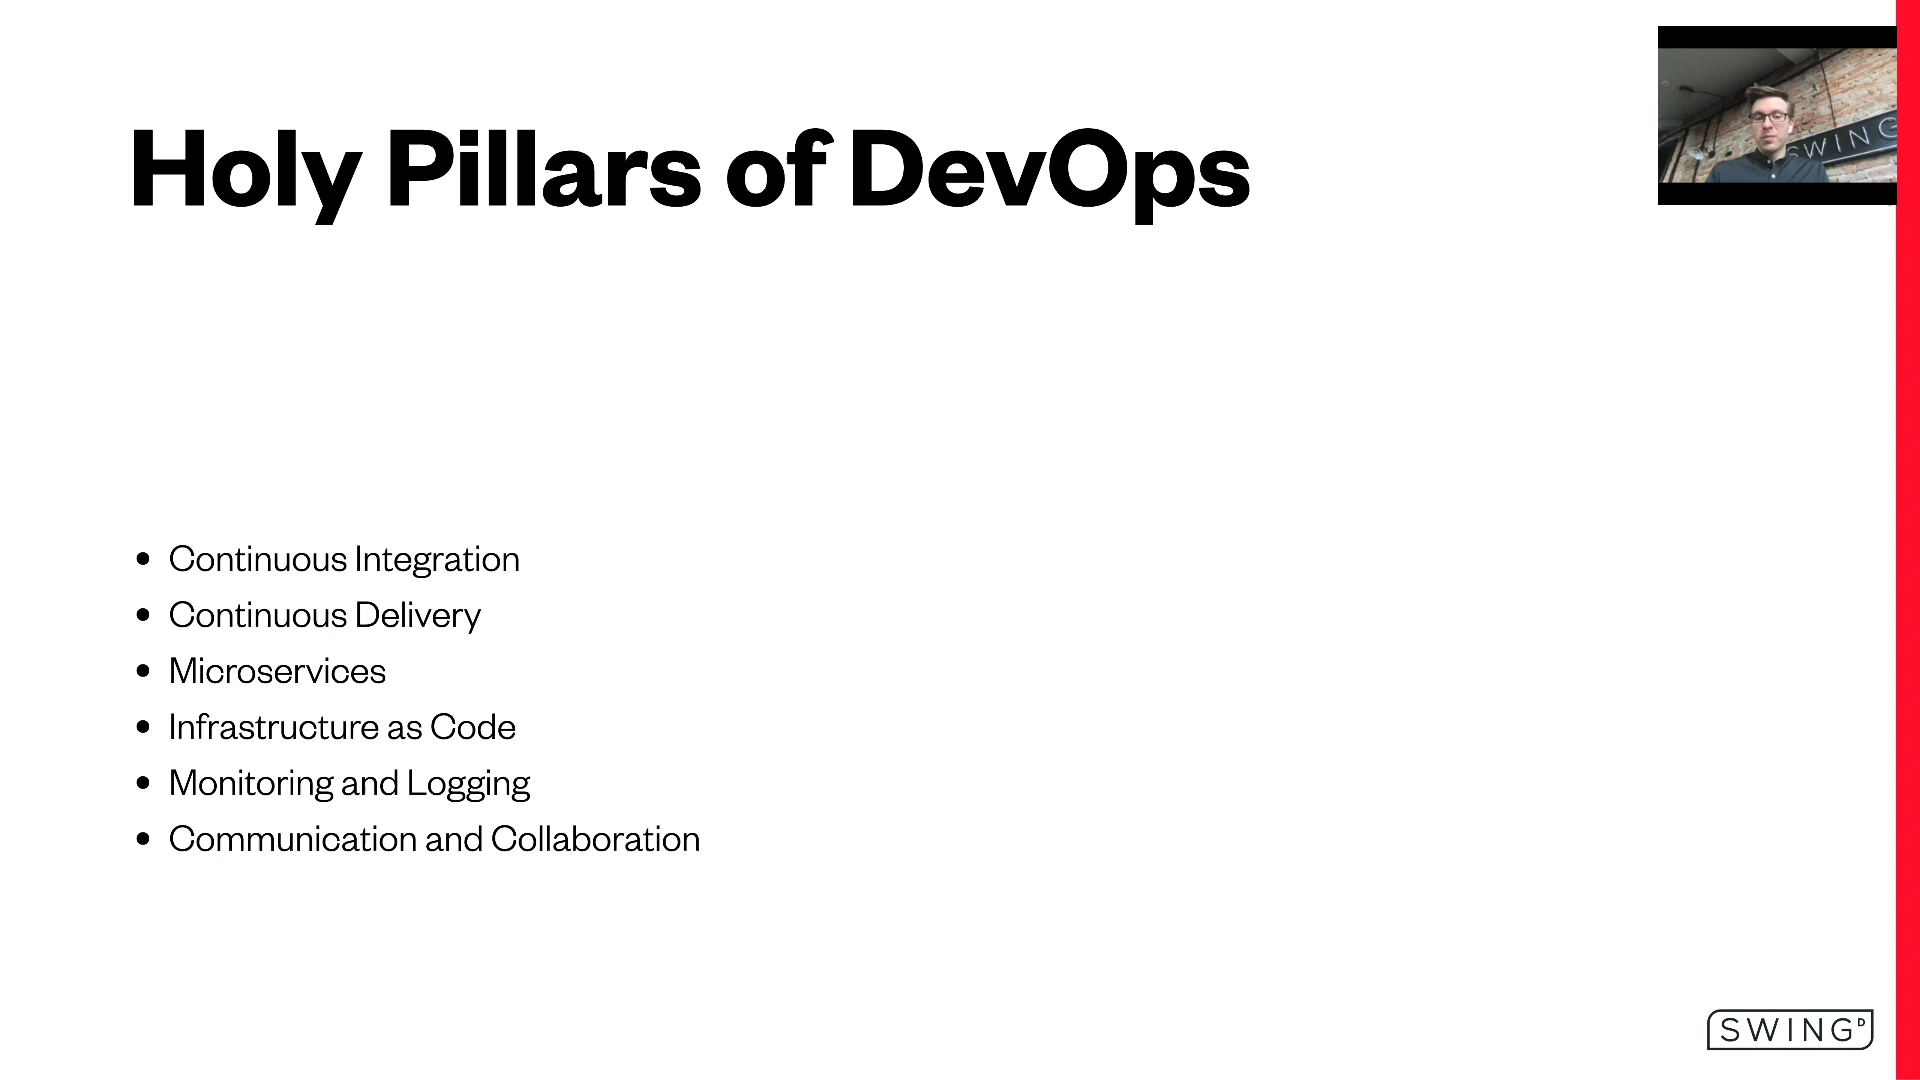 Holy Pillars of DevOps
SWING
• Continuous Integration
• Continuous Delivery
• Microservices
• Infrastructure as Code
• Monitoring and Logging
• Communication and Collaboration
SWINGᴰ